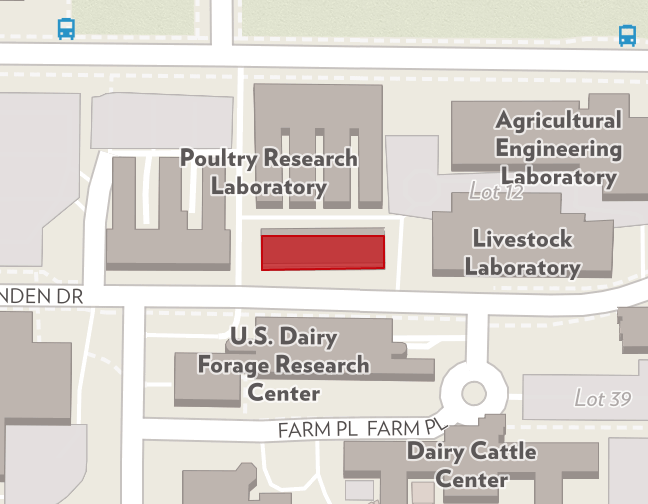 Agricultural
Engineering
Laboratory
Poultry Research
Laboratory
Lot 12
Livestock
Laboratory
NDEN DR
U.S. Dairy
Forage Research
Center
Lot 39
FARM PL FARM PL
Dairy Cattle
Center